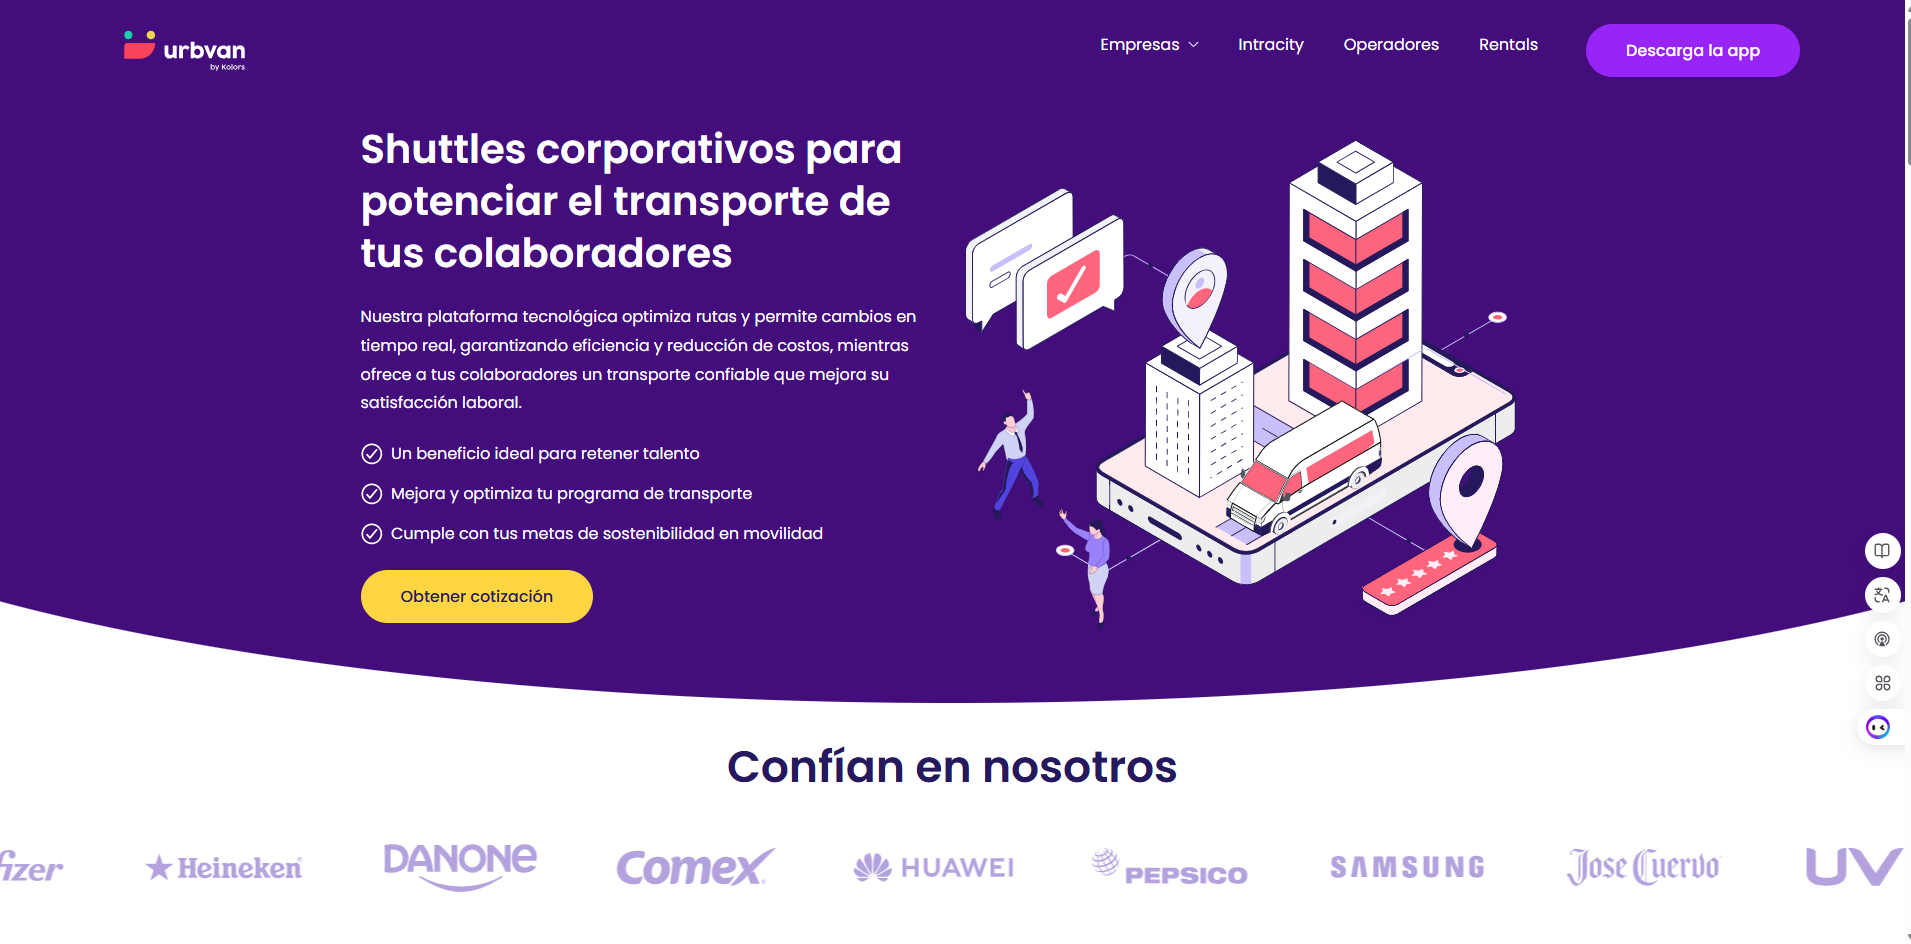 urbvan
by Kolors
Empresas
Intracity
Operadores
Rentals
Descarga la app
Shuttles corporativos para
potenciar el transporte de
tus colaboradores
Nuestra plataforma tecnológica optimiza rutas y permite cambios en
tiempo real, garantizando eficiencia y reducción de costos, mientras
ofrece a tus colaboradores un transporte confiable que mejora su
satisfacción laboral.
Un beneficio ideal para retener talento
Mejora y optimiza tu programa de transporte
Cumple con tus metas de sostenibilidad en movilidad
Obtener cotización
Confían en nosotros
fizer
Heineken
DANONE
Comex
HUAWEI
PEPSICO
SAMSUNG
Jose Cuervo
UV